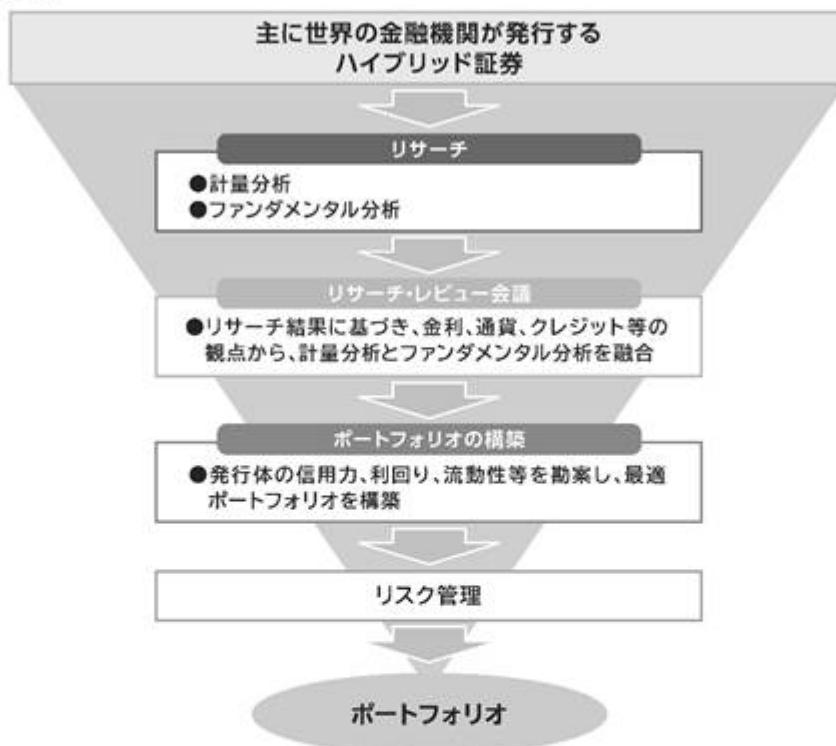 主に世界の金融機関が発行する
ハイブリッド証券
リサーチ
●計量分析
●ファンダメンタル分析
リサーチ・レビュー会議
●リサーチ結果に基づき、金利、通貨、クレジット等の
観点から、計量分析とファンダメンタル分析を融合
ポートフォリオの構築
●発行体の信用力、利回り、流動性等を勘案し、最適
ポートフォリオを構築
リスク管理
ポートフォリオ